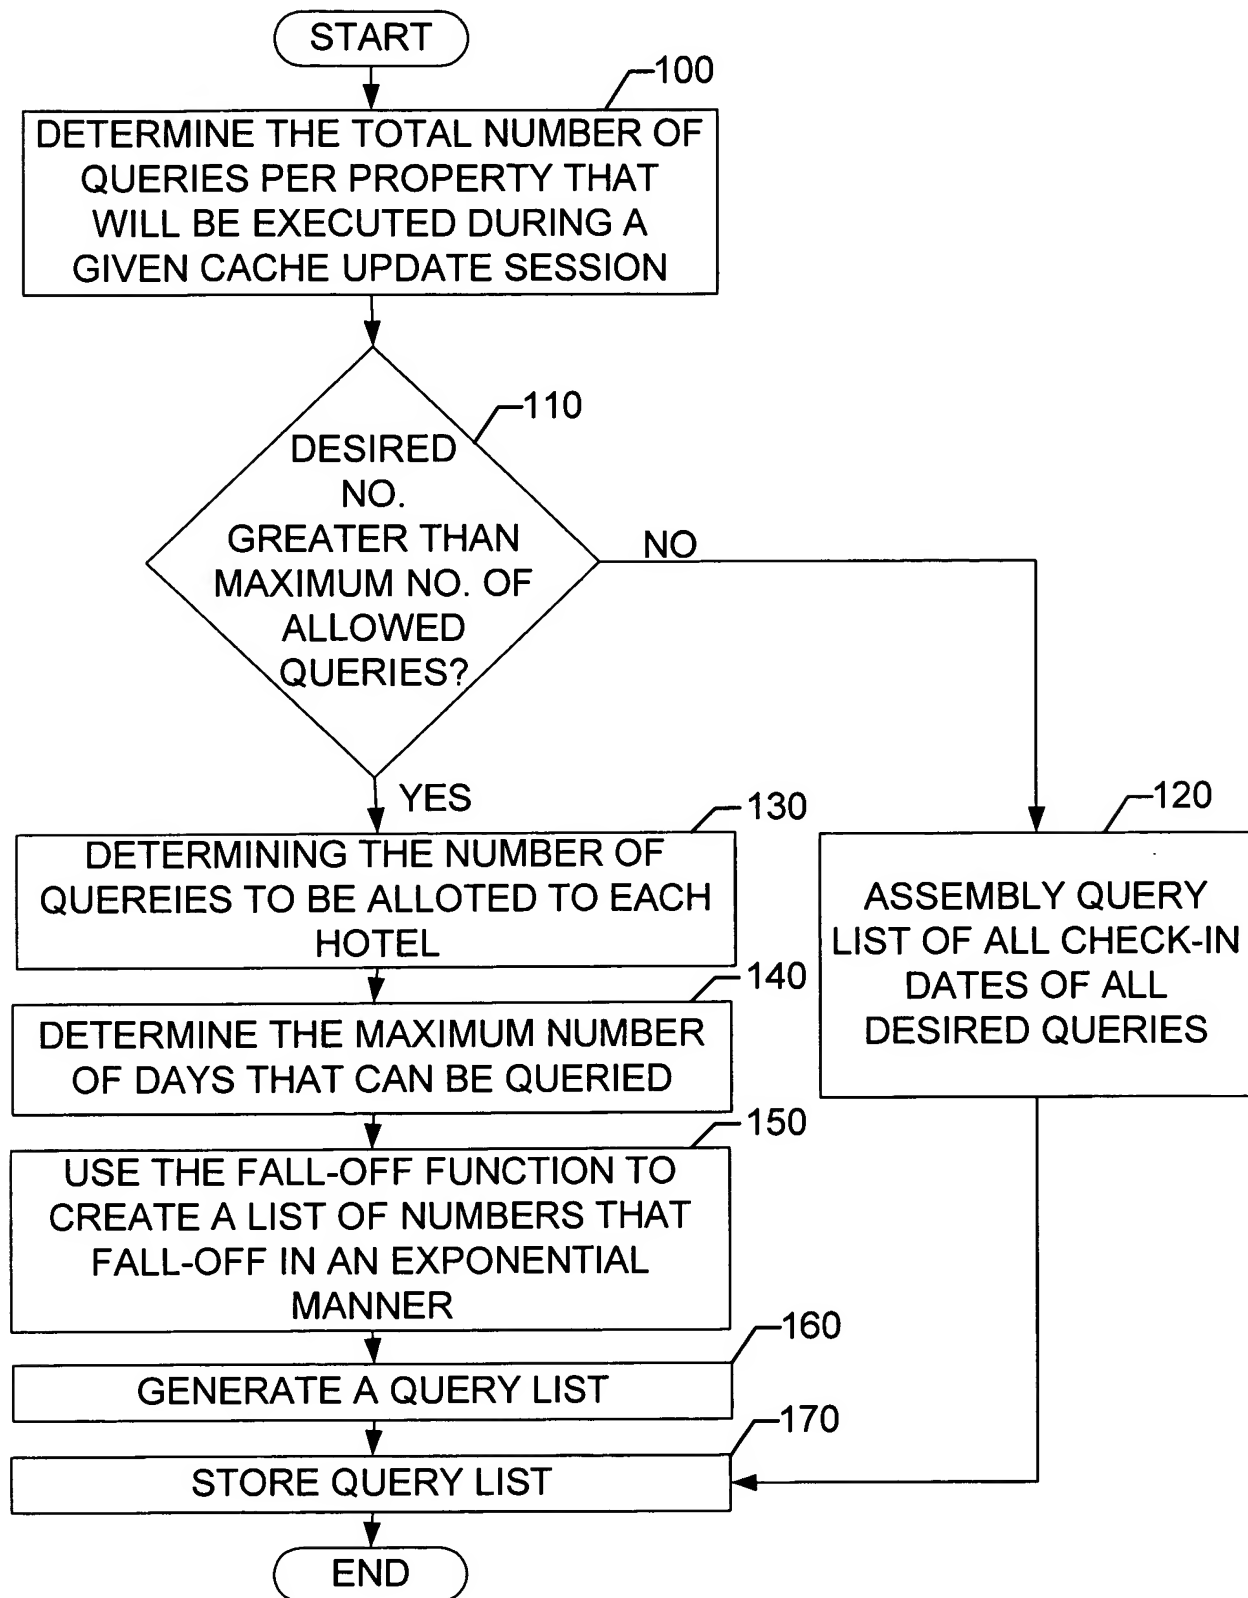 START
100
DETERMINE THE TOTAL NUMBER OF
QUERIES PER PROPERTY THAT
WILL BE EXECUTED DURING A
GIVEN CACHE UPDATE SESSION
110
DESIRED
NO.
GREATER THAN
MAXIMUM NO. OF
ALLOWED
QUERIES?
NO
YES
130
DETERMINING THE NUMBER OF
QUEREIES TO BE ALLOTED TO EACH
HOTEL
120
ASSEMBLY QUERY
LIST OF ALL CHECK-IN
DATES OF ALL
DESIRED QUERIES
140
DETERMINE THE MAXIMUM NUMBER
OF DAYS THAT CAN BE QUERIED
150
USE THE FALL-OFF FUNCTION TO
CREATE A LIST OF NUMBERS THAT
FALL-OFF IN AN EXPONENTIAL
MANNER
160
GENERATE A QUERY LIST
170
STORE QUERY LIST
END